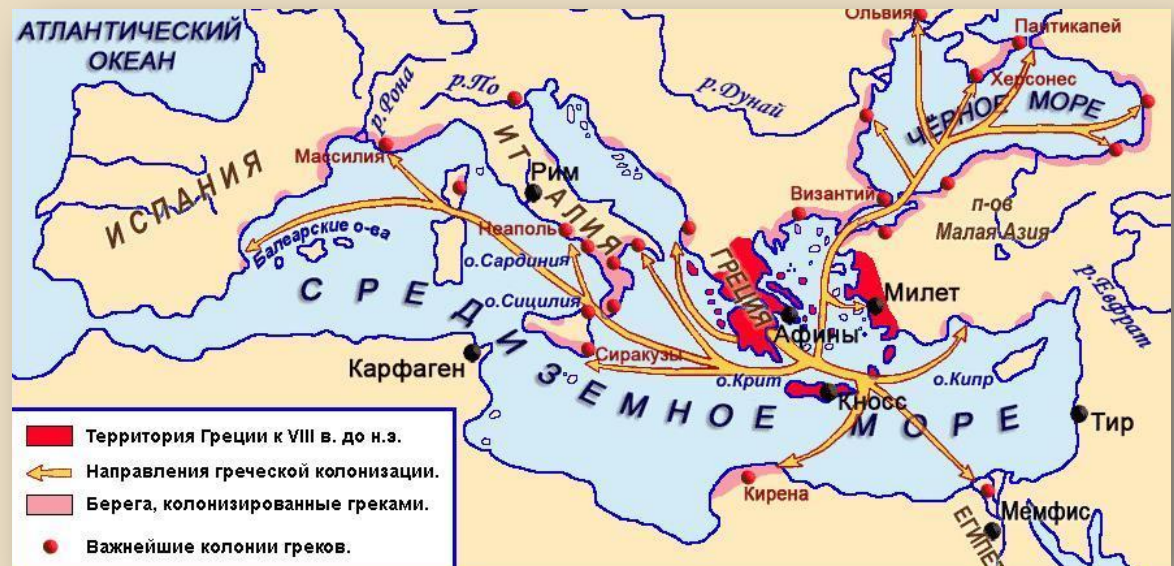 АТЛАНТИЧЕСКИЙ
ОКЕАН
ОЛЬВИЯ
Пантикапей
р.Рона
р.По
р.Дунай
Херсонес
ЧЁРНОЕ МОРЕ
Массилия
ИТАЛИЯ
Рим
ИСПАНИЯ
Византий
п-ов
Малая Азия
Неаполь
Балеарские о-ва
о.Сардиния
ГРЕЦИЯ
р.Евфрат
Милет
о.Сицилия
Афины
СРЕДИЗЕМНОЕ МОРЕ
Сиракузы
Карфаген
о.Крит
о.Кипр
Кносс
Тир
Кирена
Мемфис
ЕГИПЕТ
Территория Греции к VIII в. до н.э.
Направления греческой колонизации.
Берега, колонизированные греками.
Важнейшие колонии греков.